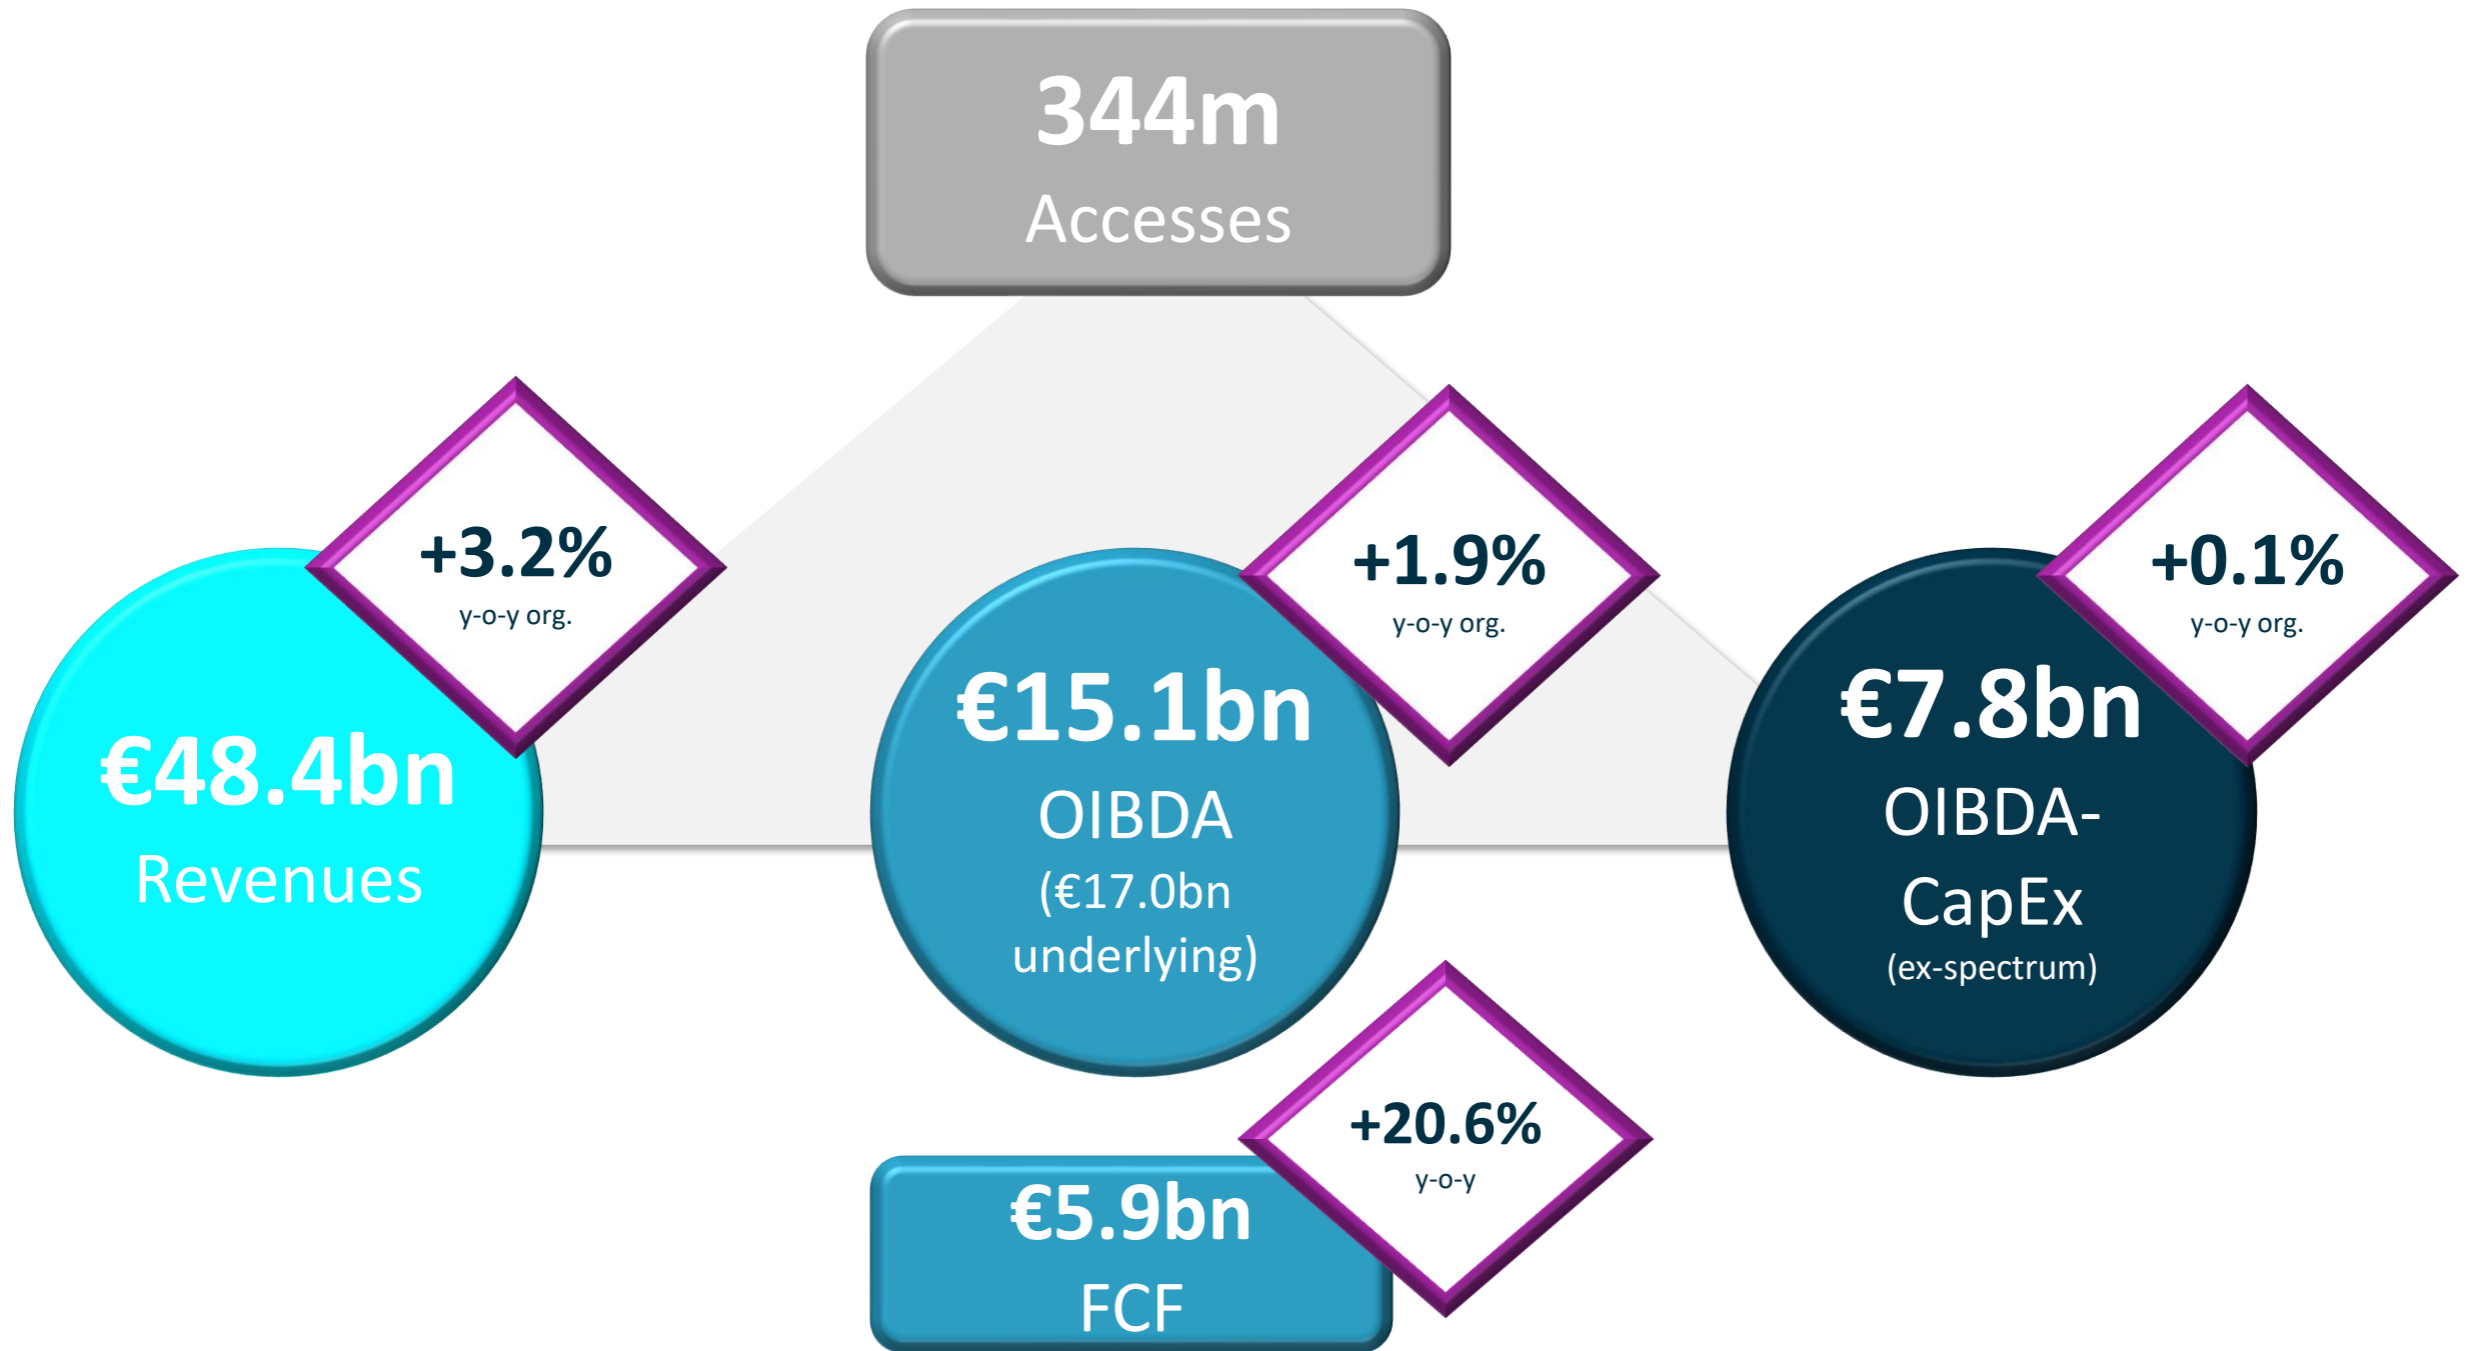 344m
Accesses
+3.2%
y-o-y org.
€48.4bn
Revenues
+1.9%
y-o-y org.
€15.1bn
OIBDA
(€17.0bn
underlying)
+0.1%
y-o-y org.
€7.8bn
OIBDA-
CapEx
(ex-spectrum)
+20.6%
y-o-y
€5.9bn
FCF